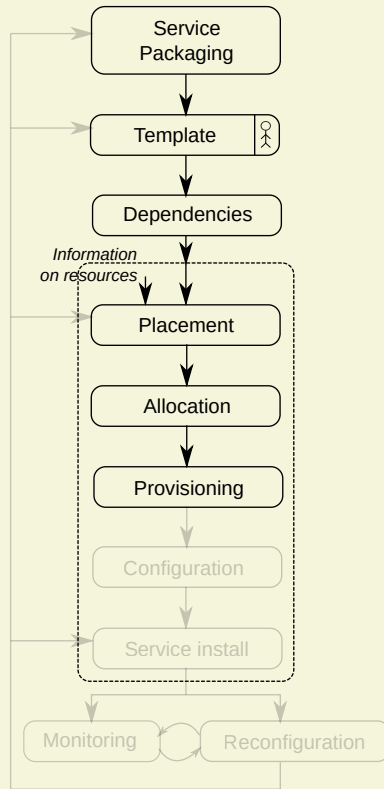 Service
Packaging
Template
Dependencies
Information
on resources
Placement
Allocation
Provisioning
Configuration
Service install
Monitoring
Reconfiguration